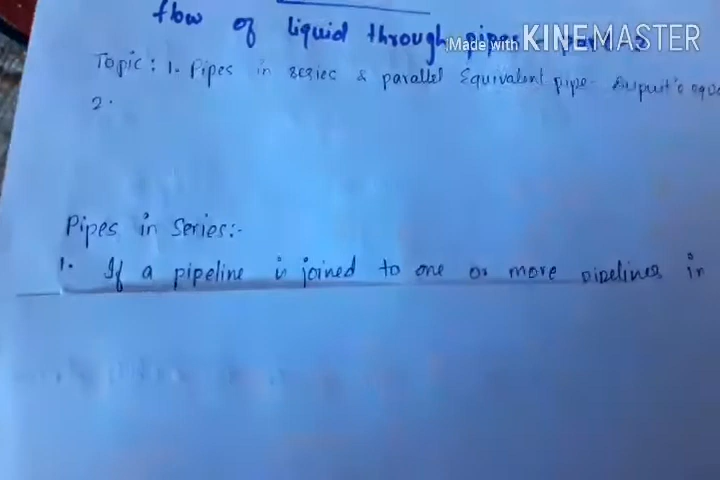 flow of liquid through pipes
Made with KINEMASTER
Topic: 1. Pipes in series & parallel Equivalent pipe-
2.
Pipes in Series:-
1. If a pipeline is joined to one or more pipelines in